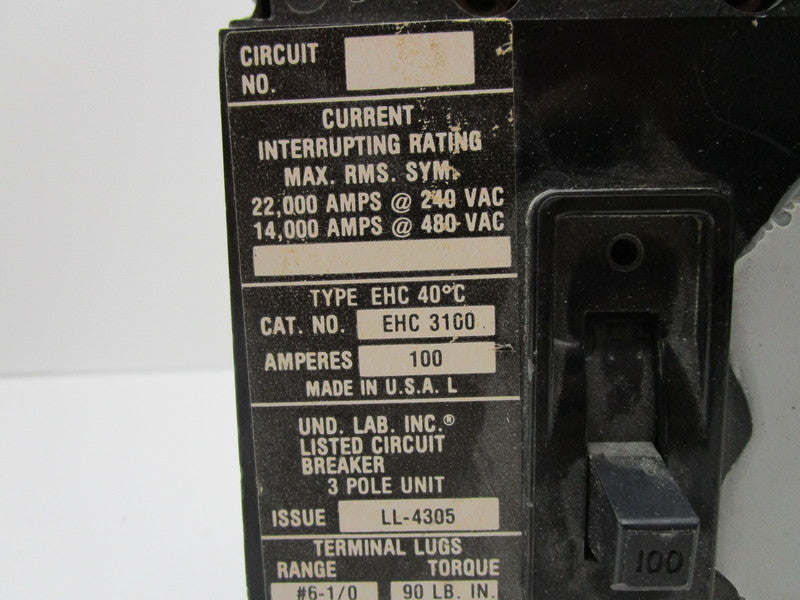 CIRCUIT
NO.
CURRENT
INTERRUPTING RATING
MAX. RMS. SYM.
22,000 AMPS @ 240 VAC
14,000 AMPS @ 480 VAC
TYPE EHC 40°C
CAT. NO. EHC 3100
AMPERES 100
MADE IN U.S.A. L
UND. LAB. INC.®
LISTED CIRCUIT
BREAKER
3 POLE UNIT
ISSUE LL-4305
TERMINAL LUGS
RANGE TORQUE
#6-1/0 90 LB. IN.
100